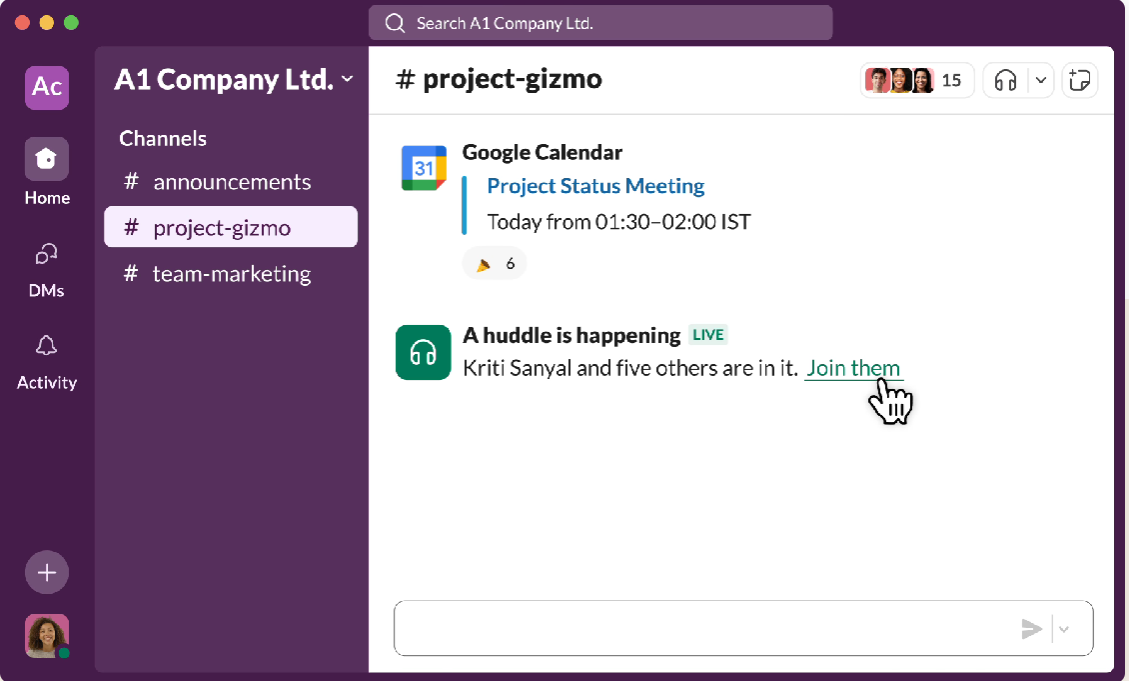 Search A1 Company Ltd.
Ac
A1 Company Ltd.
# project-gizmo
15
Channels
# announcements
# project-gizmo
# team-marketing
Home
DMs
Activity
31
Google Calendar
Project Status Meeting
Today from 01:30–02:00 IST
6
A huddle is happening LIVE
Kriti Sanyal and five others are in it. Join them